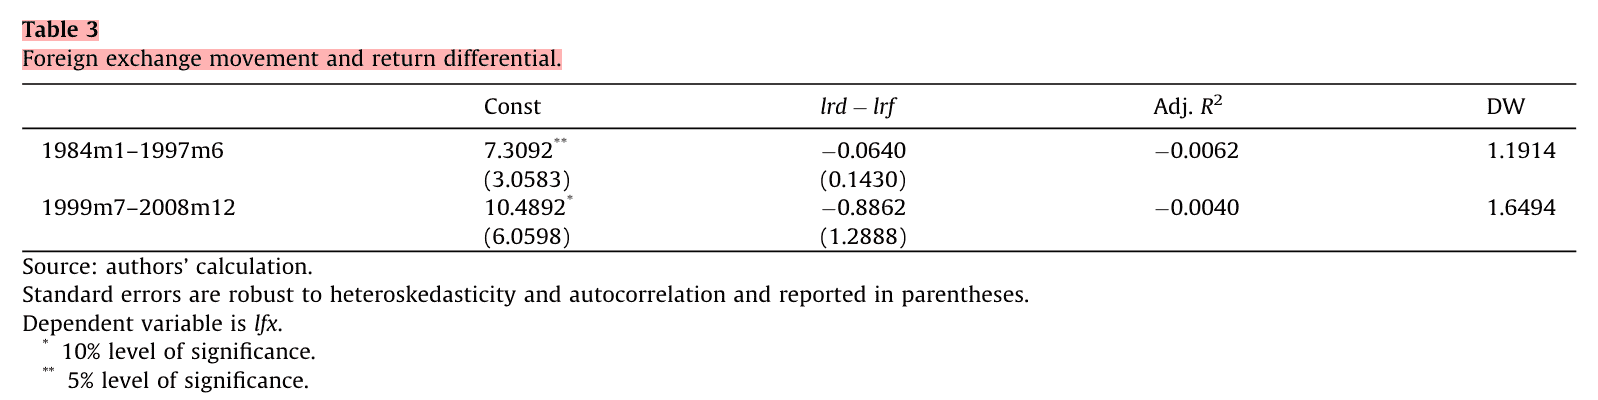 Table 3
Foreign exchange movement and return differential.
Const lrd − lrf Adj. R² DW
1984m1–1997m6 7.3092** −0.0640 −0.0062 1.1914
(3.0583) (0.1430)
1999m7–2008m12 10.4892* −0.8862 −0.0040 1.6494
(6.0598) (1.2888)
Source: authors’ calculation.
Standard errors are robust to heteroskedasticity and autocorrelation and reported in parentheses.
Dependent variable is lfx.
* 10% level of significance.
** 5% level of significance.